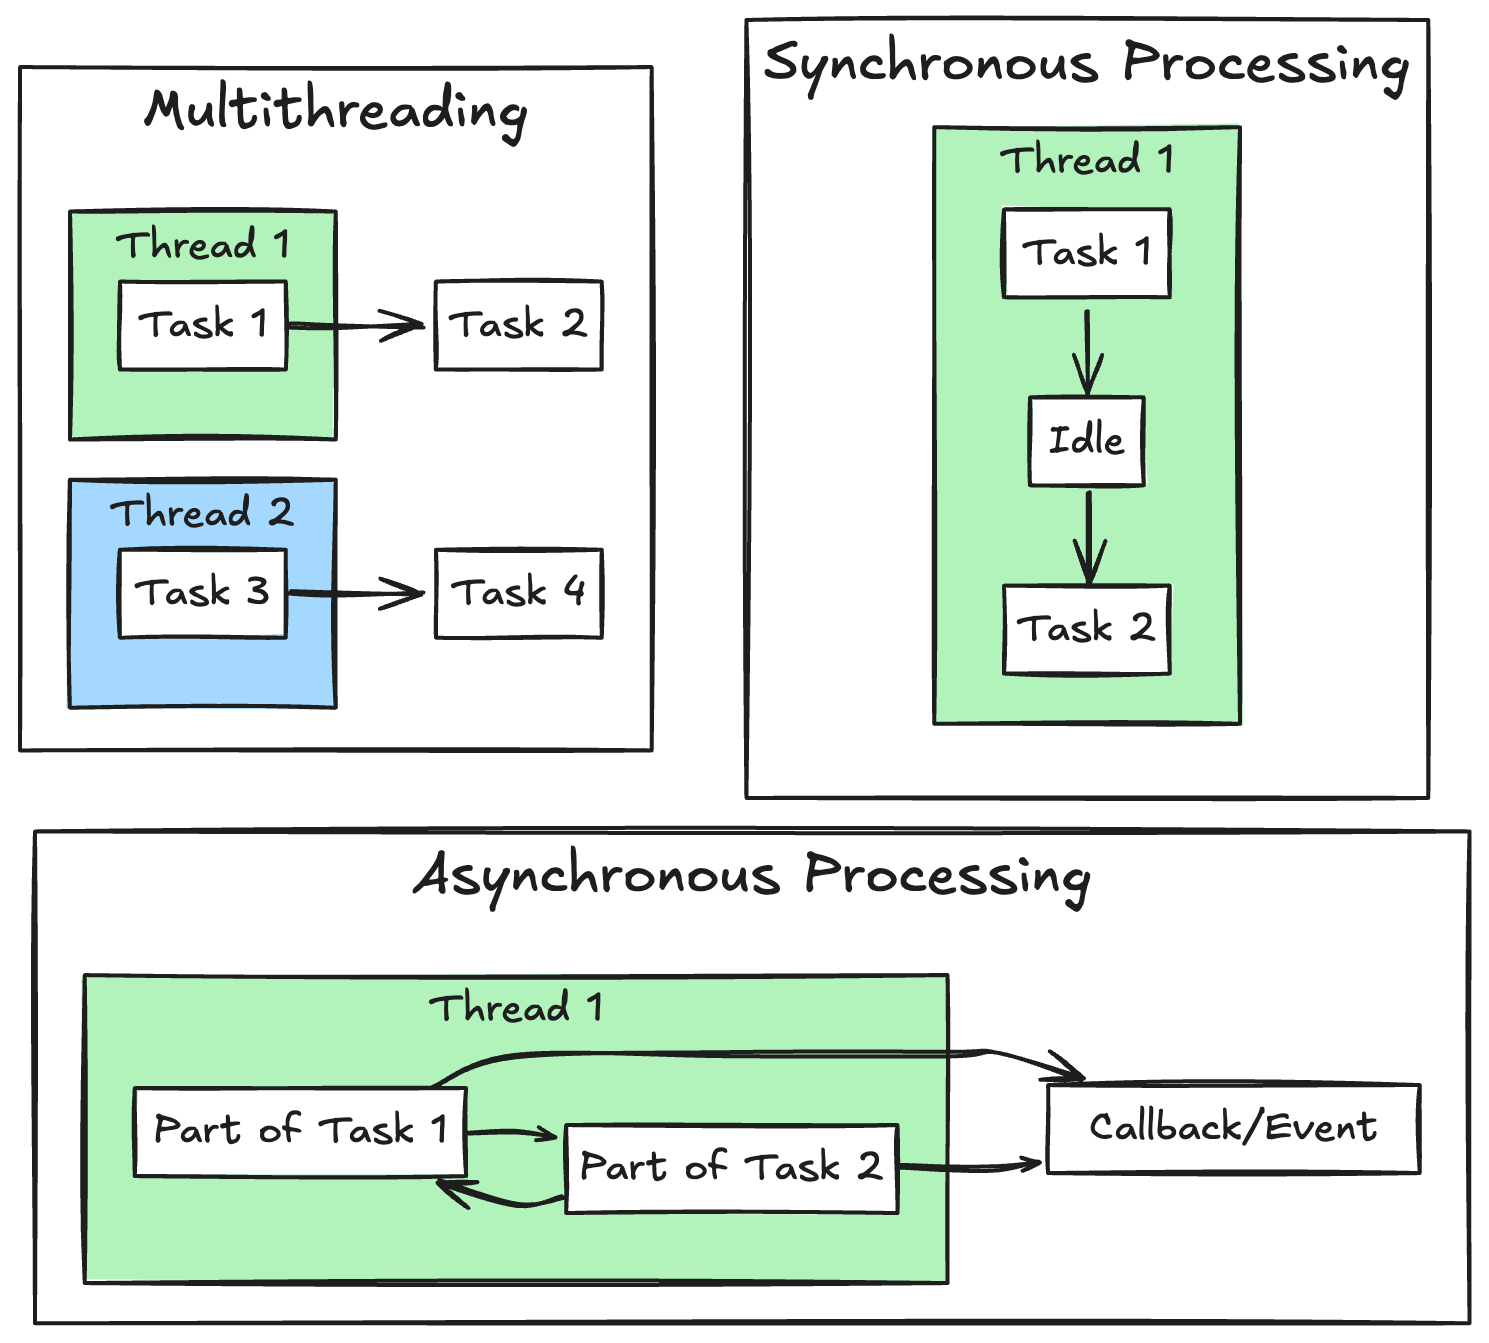 Multithreading
Thread 1
Task 1
Task 2
Thread 2
Task 3
Task 4
Synchronous Processing
Thread 1
Task 1
Idle
Task 2
Asynchronous Processing
Thread 1
Part of Task 1
Part of Task 2
Callback/Event